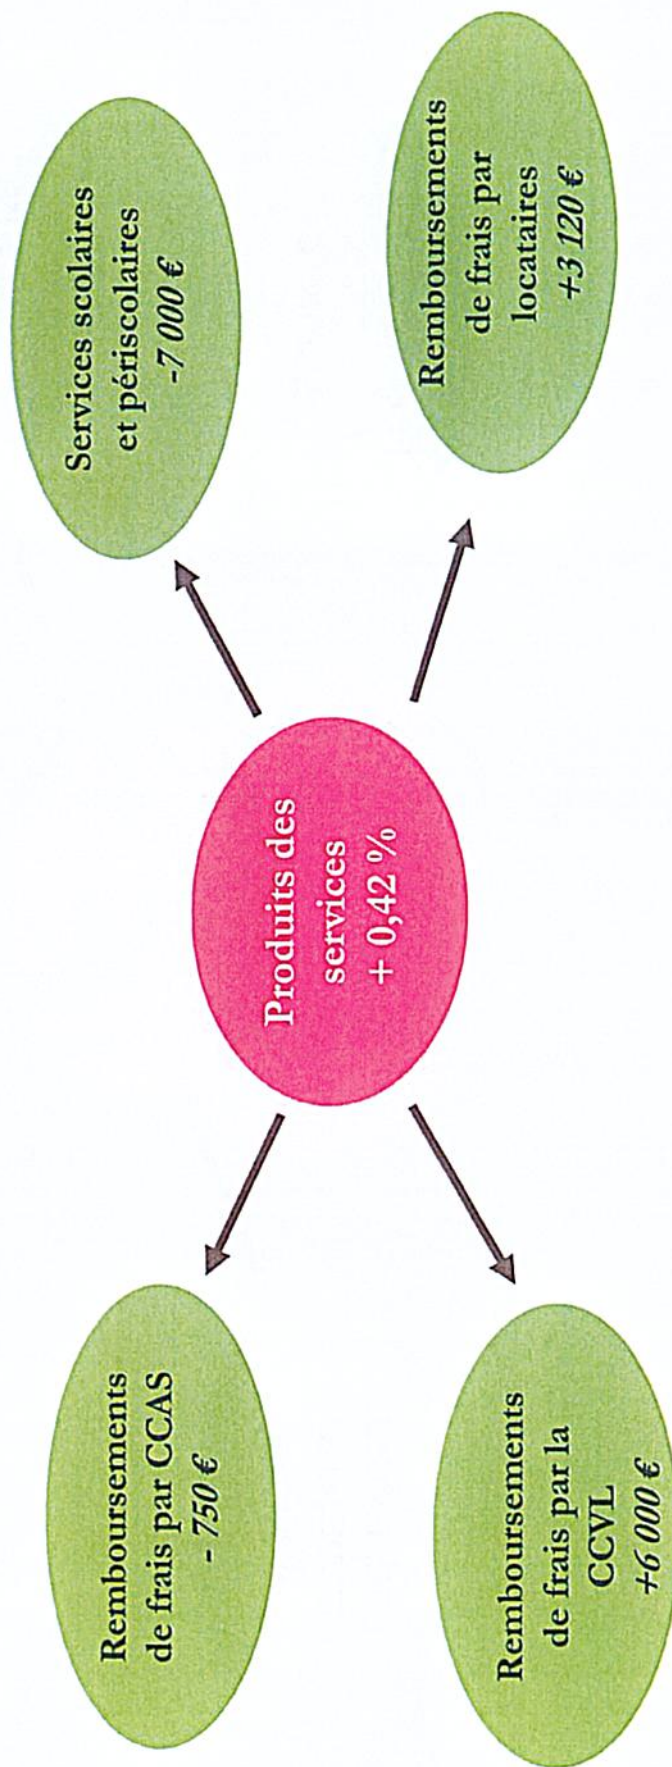 Remboursements
de frais par CCAS
- 750 €
Services scolaires
et périscolaires
-7 000 €
Produits des
services
+ 0,42 %
Remboursements
de frais par la
CCVL
+6 000 €
Remboursements
de frais par
locataires
+3 120 €